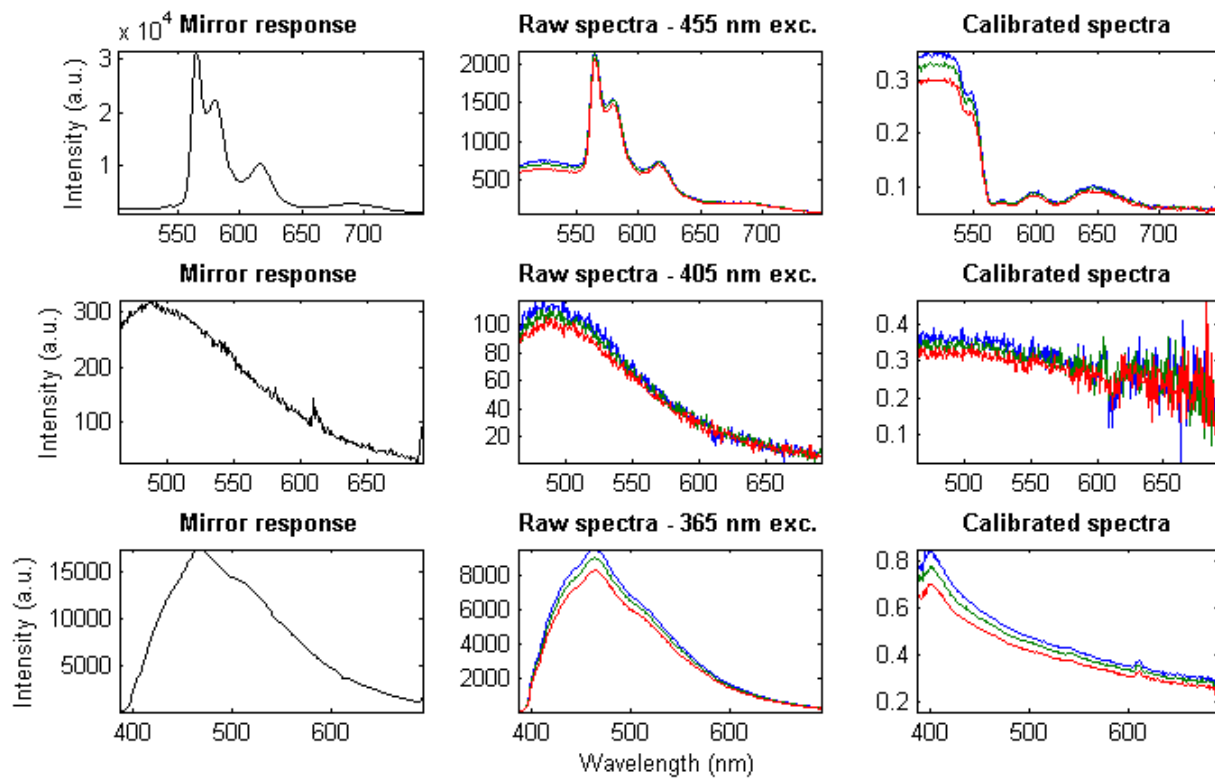 Mirror response
Raw spectra - 455 nm exc.
Calibrated spectra
x 10^4
Intensity (a.u.)
3
2
1
550 600 650 700
2000
1500
1000
500
550 600 650 700
0.3
0.2
0.1
550 600 650 700
Mirror response
Raw spectra - 405 nm exc.
Calibrated spectra
Intensity (a.u.)
300
200
100
500 550 600 650
100
80
60
40
20
500 550 600 650
0.4
0.3
0.2
0.1
500 550 600 650
Mirror response
Raw spectra - 365 nm exc.
Calibrated spectra
Intensity (a.u.)
15000
10000
5000
400 500 600
8000
6000
4000
2000
400 500 600
0.8
0.6
0.4
0.2
400 500 600
Wavelength (nm)